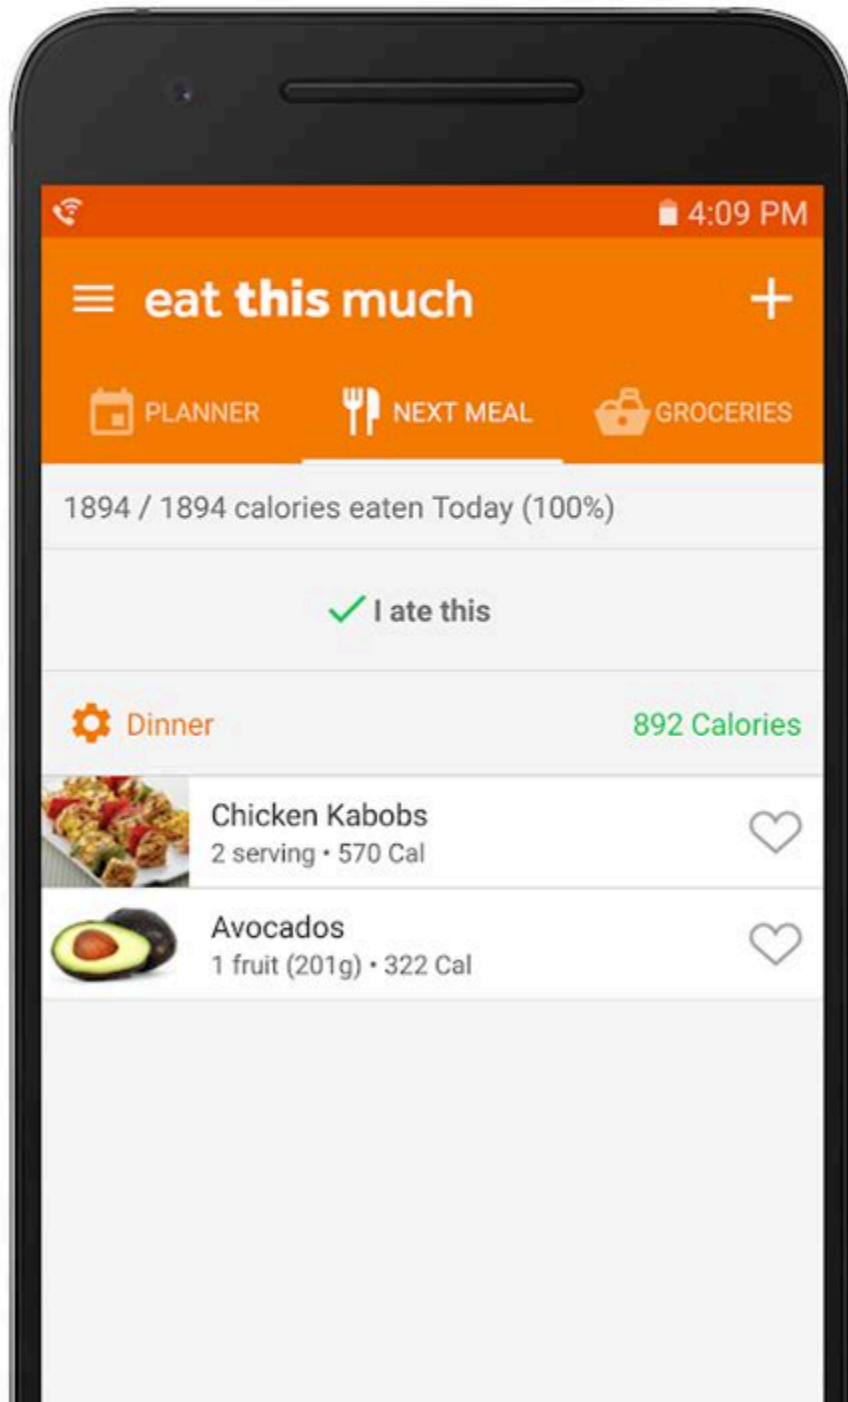 4:09 PM
eat this much
PLANNER NEXT MEAL GROCERIES
1894 / 1894 calories eaten Today (100%)
I ate this
Dinner 892 Calories
Chicken Kabobs
2 serving • 570 Cal
Avocados
1 fruit (201g) • 322 Cal